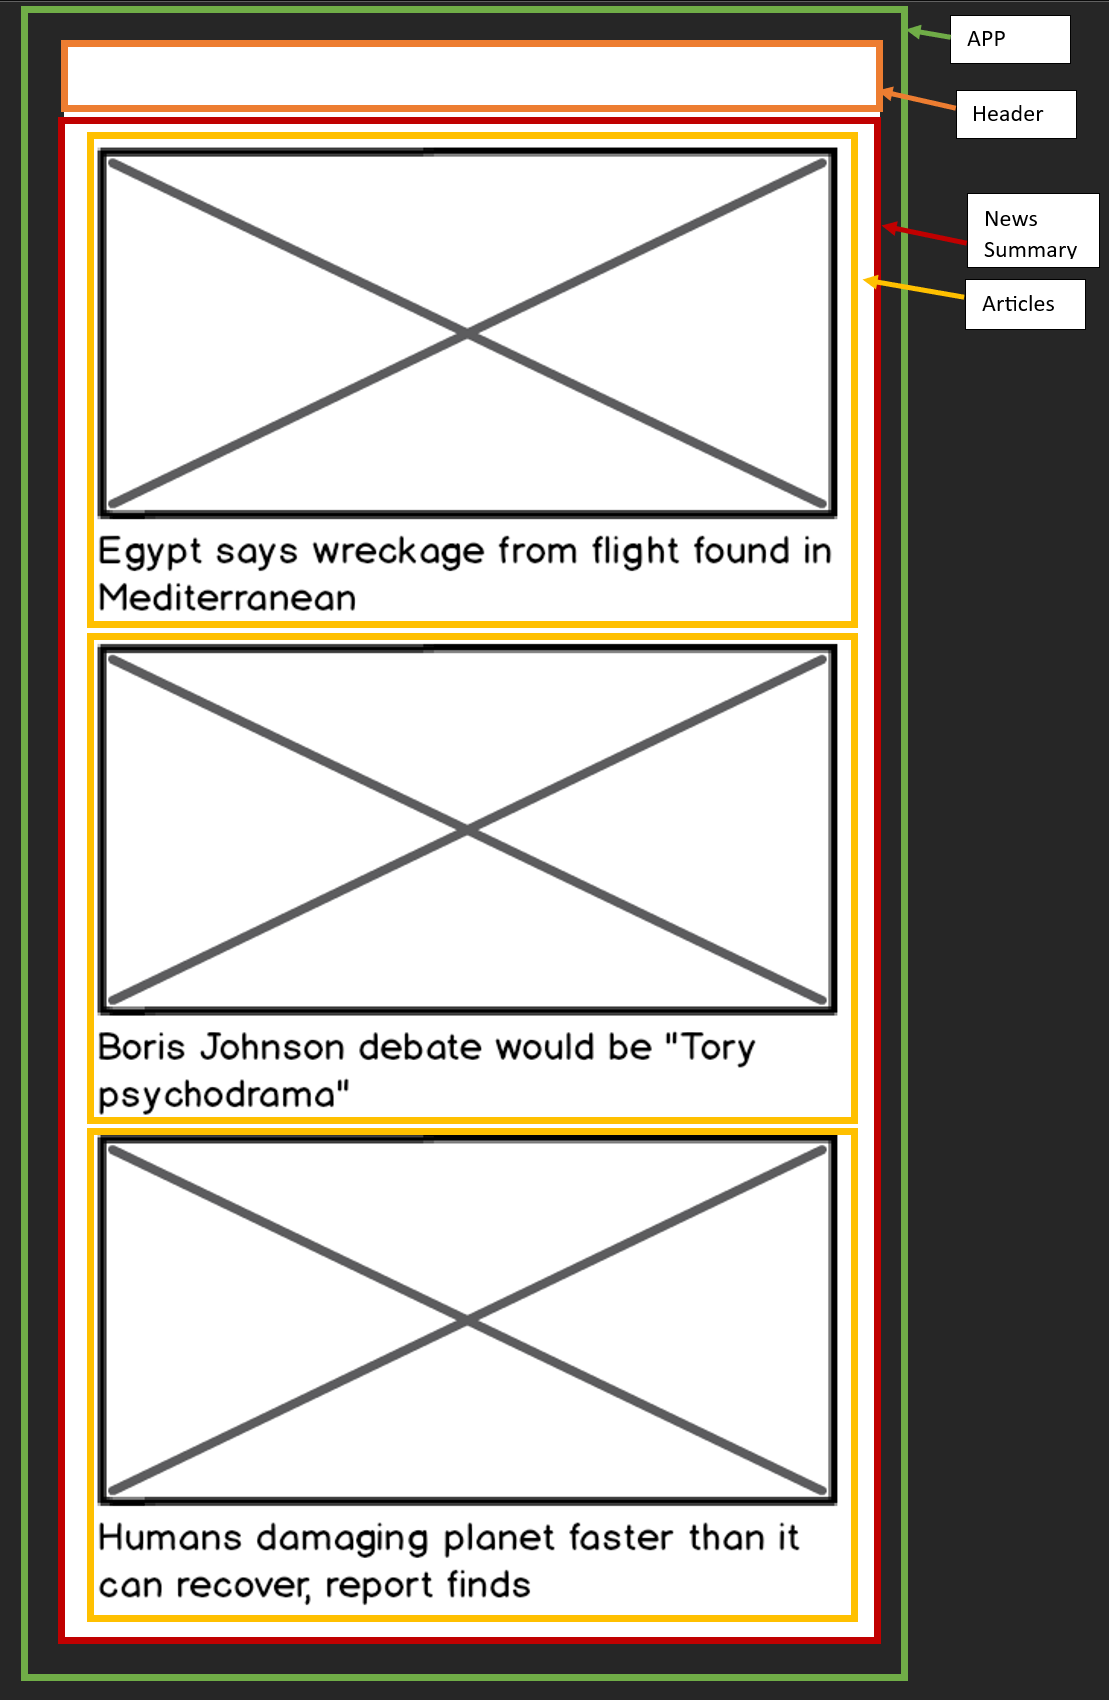 APP
Header
News
Summary
Articles
Egypt says wreckage from flight found in
Mediterranean
Boris Johnson debate would be "Tory
psychodrama"
Humans damaging planet faster than it
can recover, report finds